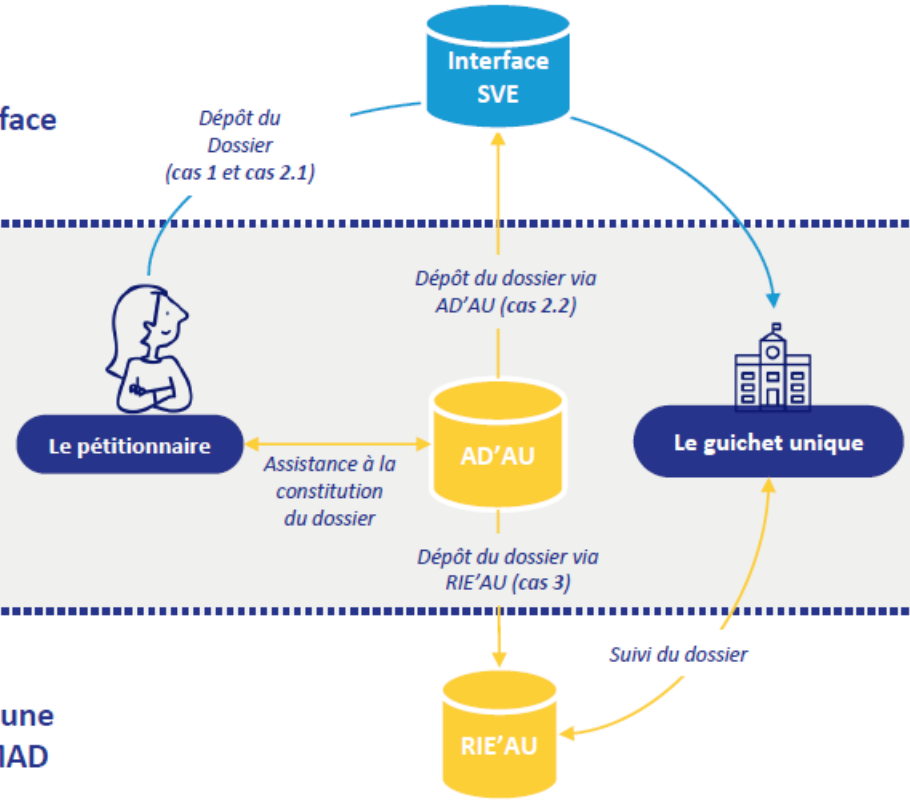 Interface
SVE
face
Dépôt du
Dossier
(cas 1 et cas 2.1)
Dépôt du dossier via
AD’AU (cas 2.2)
Le pétitionnaire
AD’AU
Le guichet unique
Assistance à la
constitution
du dossier
Dépôt du dossier via
RIE’AU (cas 3)
Suivi du dossier
une
RIE’AU